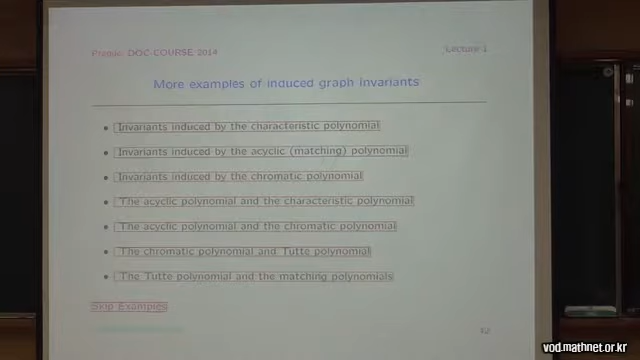 Prague: DOC-COURSE 2014
Lecture-1
More examples of induced graph invariants
• Invariants induced by the characteristic polynomial
• Invariants induced by the acyclic (matching) polynomial
• Invariants induced by the chromatic polynomial
• The acyclic polynomial and the characteristic polynomial
• The acyclic polynomial and the chromatic polynomial
• The chromatic polynomial and Tutte polynomial
• The Tutte polynomial and the matching polynomials
Skip Examples
vod.mathnet.or.kr